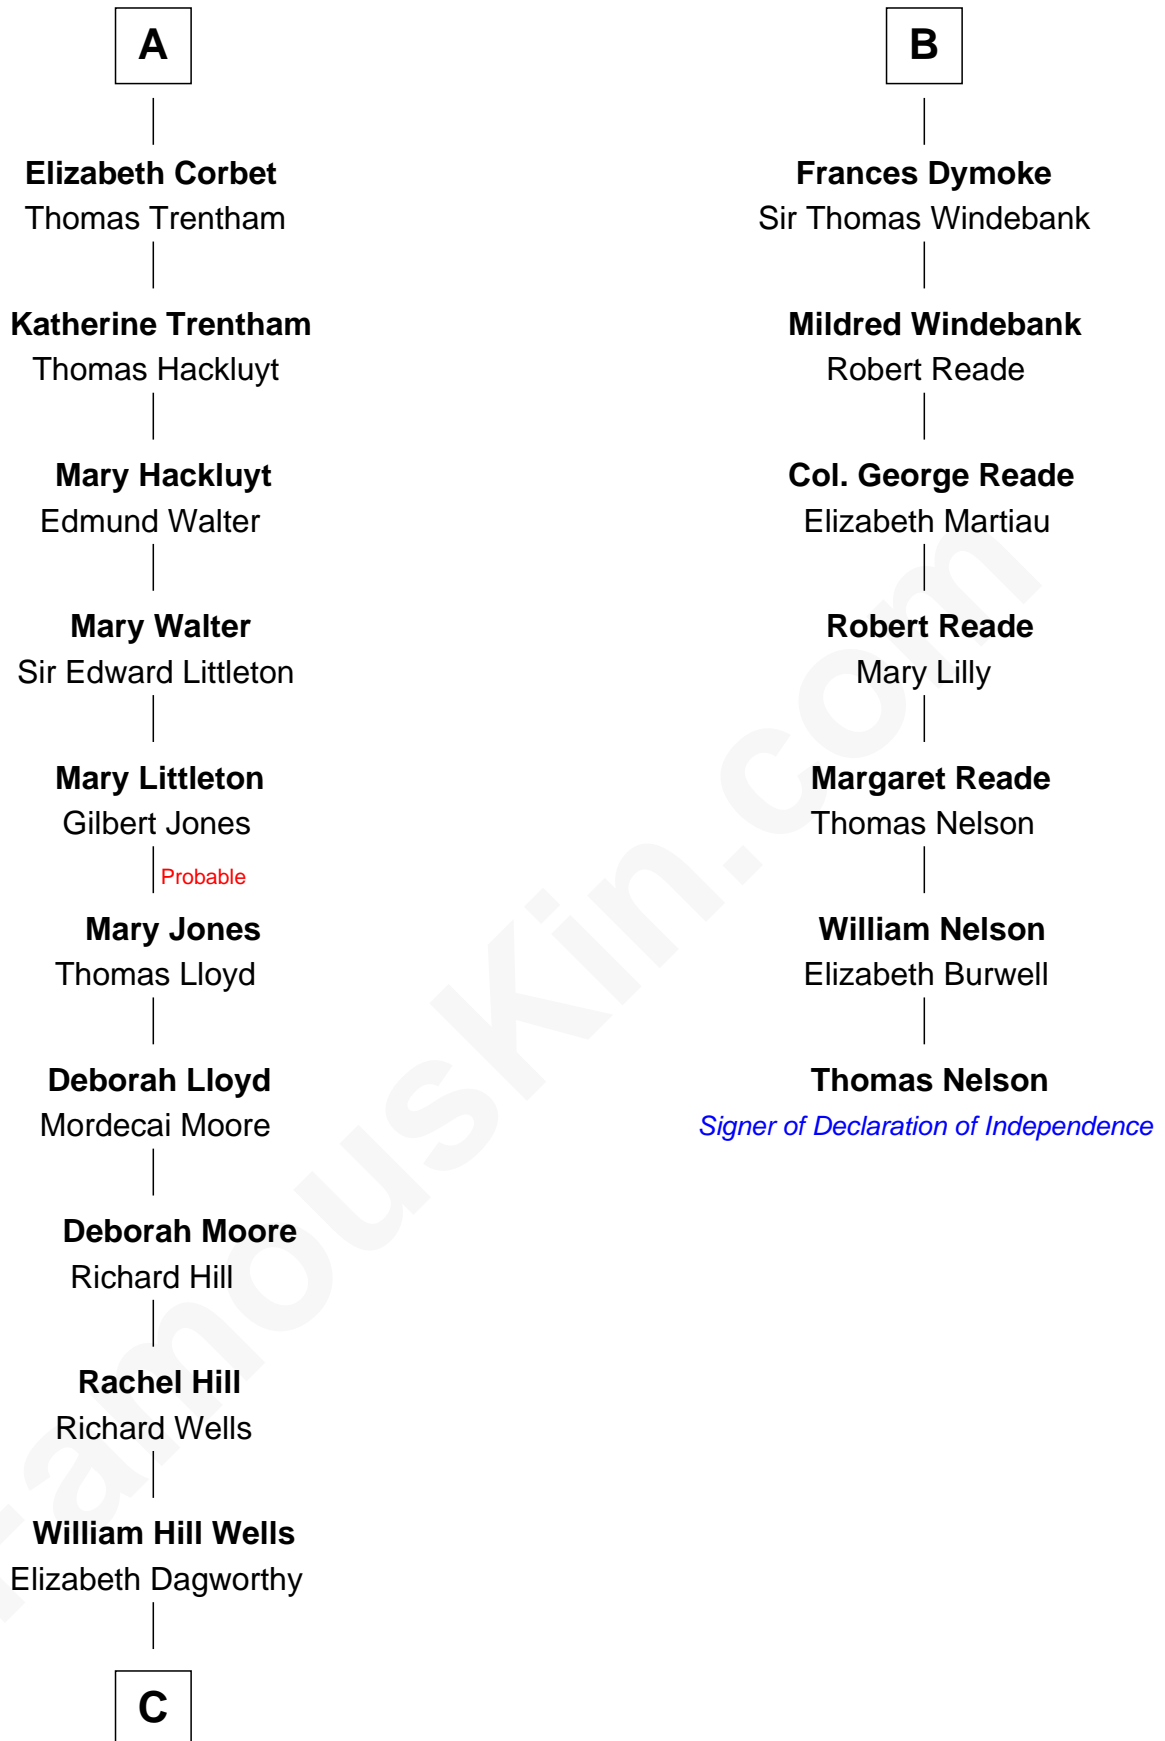 A
Elizabeth Corbet
Thomas Trentham
Katherine Trentham
Thomas Hackluyt
Mary Hackluyt
Edmund Walter
Mary Walter
Sir Edward Littleton
Mary Littleton
Gilbert Jones
Probable
Mary Jones
Thomas Lloyd
Deborah Lloyd
Mordecai Moore
Deborah Moore
Richard Hill
Rachel Hill
Richard Wells
William Hill Wells
Elizabeth Dagworthy
C
B
Frances Dymoke
Sir Thomas Windebank
Mildred Windebank
Robert Reade
Col. George Reade
Elizabeth Martiau
Robert Reade
Mary Lilly
Margaret Reade
Thomas Nelson
William Nelson
Elizabeth Burwell
Thomas Nelson
Signer of Declaration of Independence
FamousKin.com